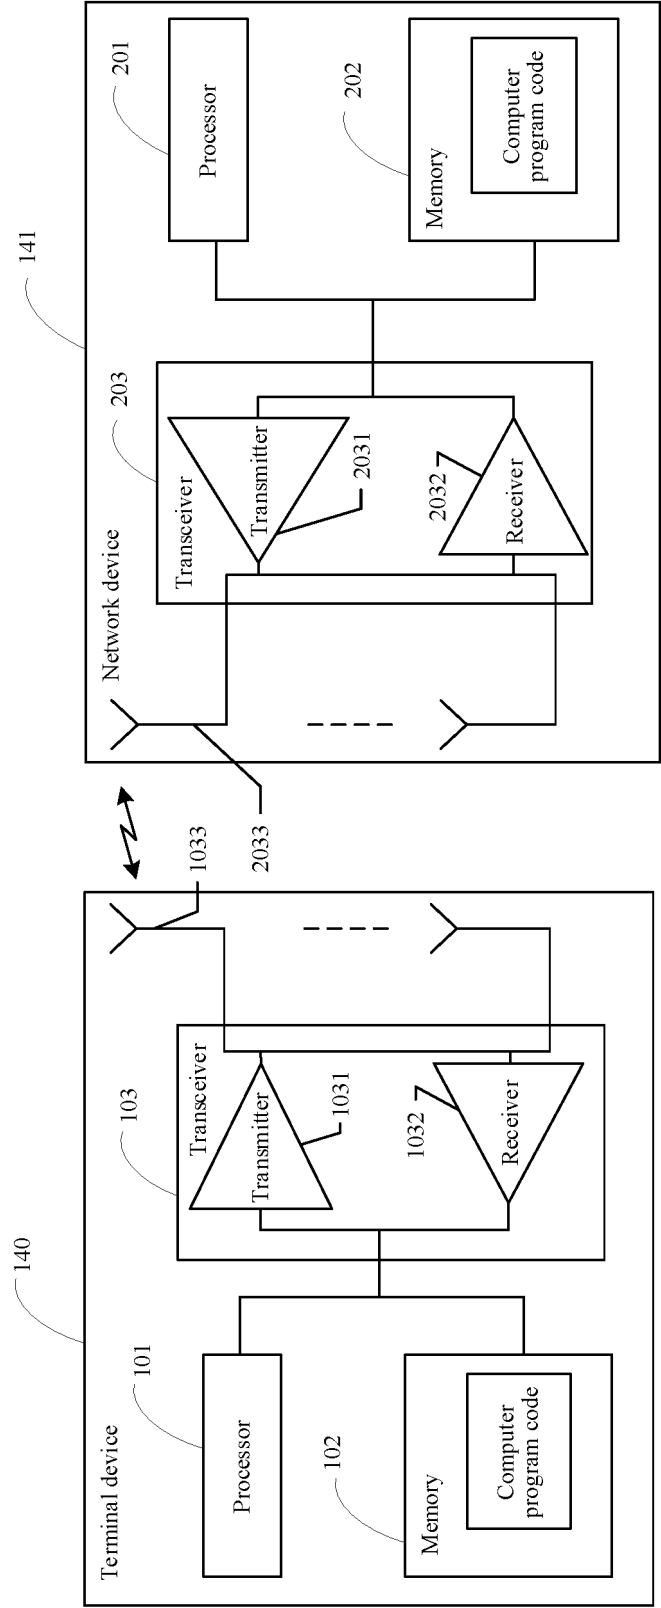 140
Terminal device
101
Processor
102
Memory
Computer
program code
103
Transceiver
Transmitter
1031
1032
Receiver
1033
2033
141
Network device
203
Transceiver
Transmitter
2031
2032
Receiver
201
Processor
202
Memory
Computer
program code